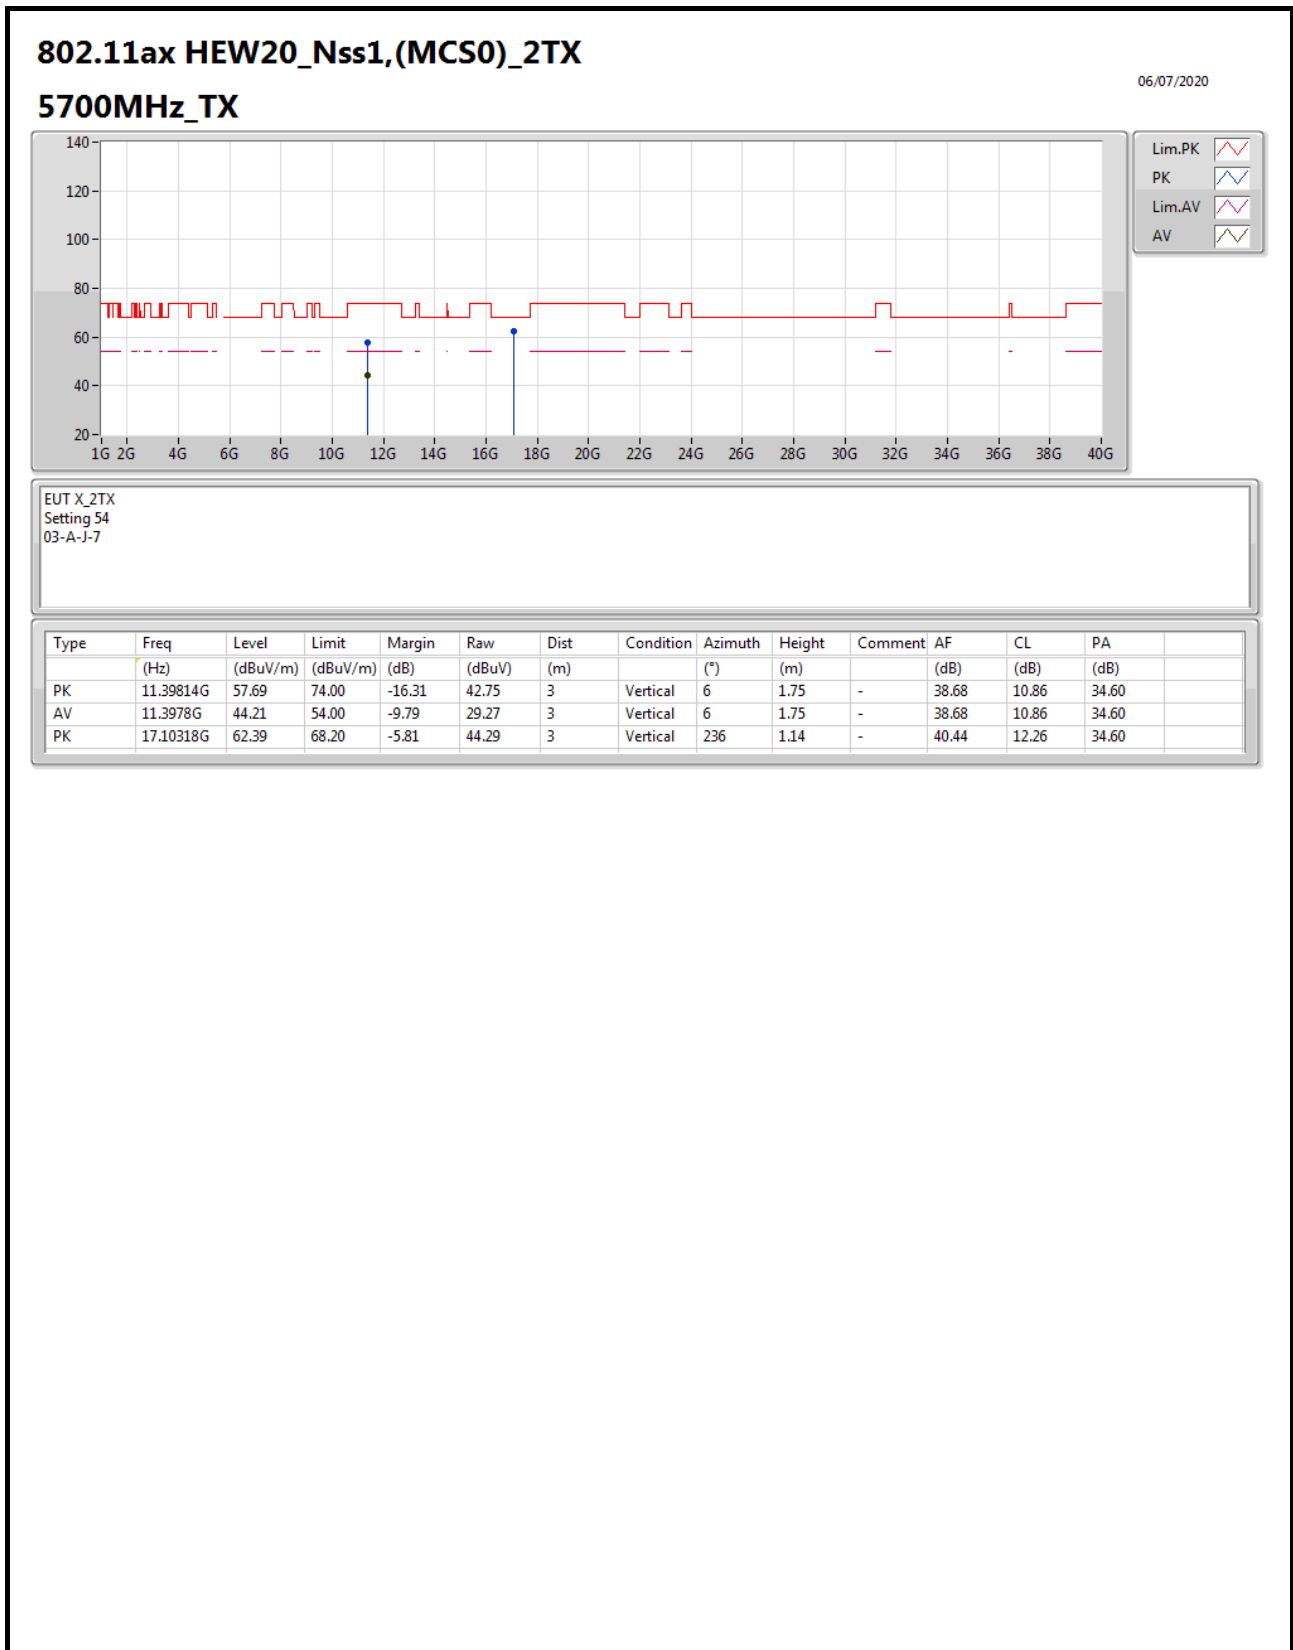 802.11ax HEW20_Nss1,(MCS0)_2TX
06/07/2020
5700MHz_TX
140
120
100
80
60
40
20
1G 2G 4G 6G 8G 10G 12G 14G 16G 18G 20G 22G 24G 26G 28G 30G 32G 34G 36G 38G 40G
Lim.PK
PK
Lim.AV
AV
EUT X_2TX
Setting 54
03-A-J-7
Type Freq Level Limit Margin Raw Dist Condition Azimuth Height Comment AF CL PA
(Hz) (dBuV/m) (dBuV/m) (dB) (dBuV) (m) (°) (m) (dB) (dB) (dB)
PK 11.39814G 57.69 74.00 -16.31 42.75 3 Vertical 6 1.75 - 38.68 10.86 34.60
AV 11.3978G 44.21 54.00 -9.79 29.27 3 Vertical 6 1.75 - 38.68 10.86 34.60
PK 17.10318G 62.39 68.20 -5.81 44.29 3 Vertical 236 1.14 - 40.44 12.26 34.60